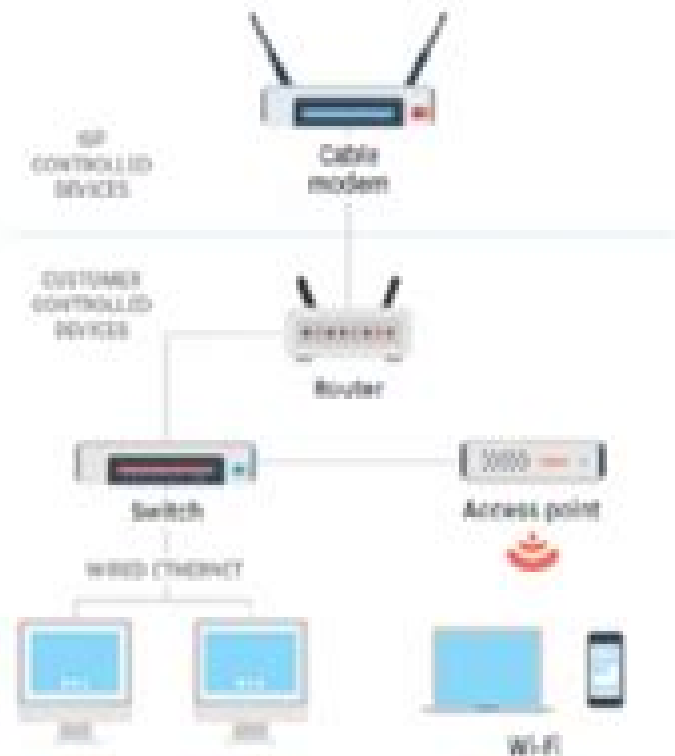 Cable
modem
ISP
CONTROLLED
DEVICES
CUSTOMER
CONTROLLED
DEVICES
Router
Switch
Access point
WIRED ETHERNET
Wi-Fi